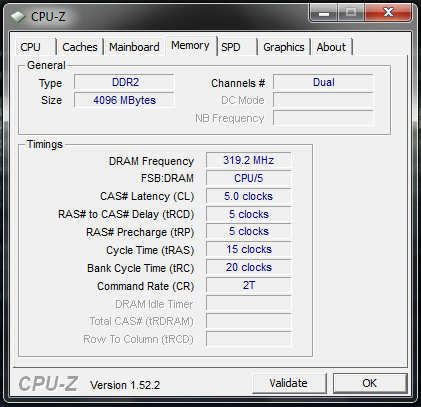 CPU-Z
CPU Caches Mainboard Memory SPD Graphics About
General
Type DDR2 Channels # Dual
Size 4096 MBytes DC Mode
NB Frequency
Timings
DRAM Frequency 319.2 MHz
FSB:DRAM CPU/5
CAS# Latency (CL) 5.0 clocks
RAS# to CAS# Delay (tRCD) 5 clocks
RAS# Precharge (tRP) 5 clocks
Cycle Time (tRAS) 15 clocks
Bank Cycle Time (tRC) 20 clocks
Command Rate (CR) 2T
DRAM Idle Timer
Total CAS# (tRDRAM)
Row To Column (tRCD)
CPU-Z Version 1.52.2 Validate OK